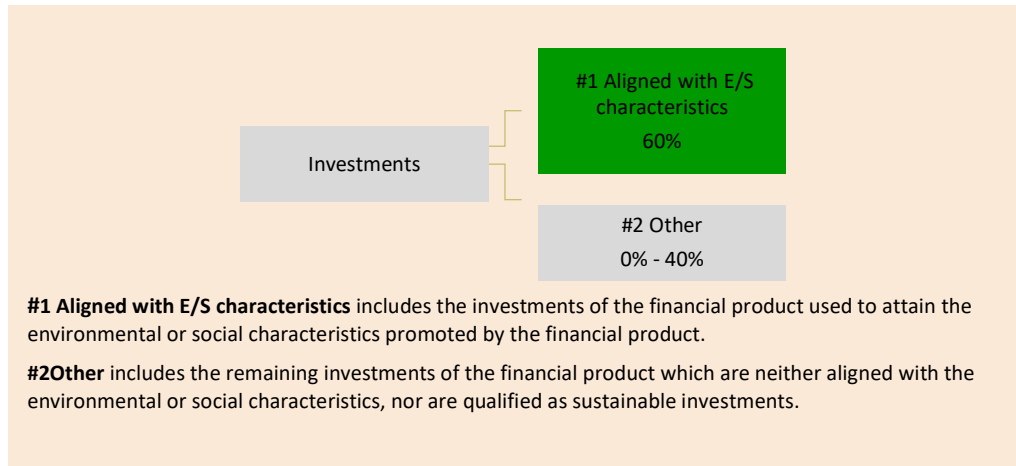 #1 Aligned with E/S
characteristics
60%
Investments
#2 Other
0% - 40%
#1 Aligned with E/S characteristics includes the investments of the financial product used to attain the
environmental or social characteristics promoted by the financial product.
#2Other includes the remaining investments of the financial product which are neither aligned with the
environmental or social characteristics, nor are qualified as sustainable investments.